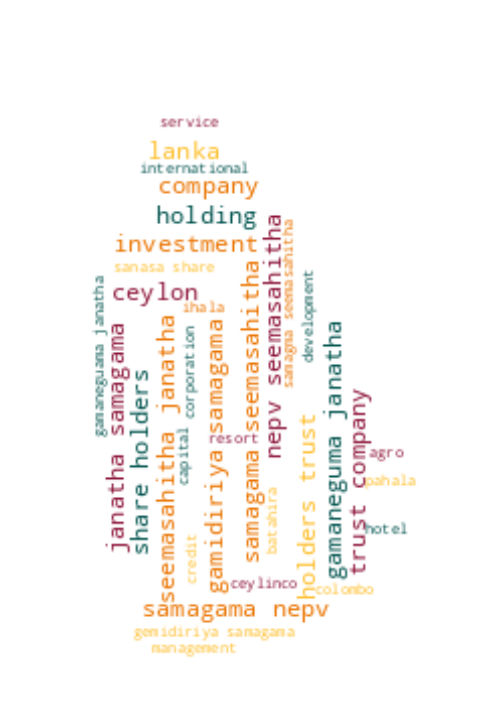 service
lanka
international
company
holding
investment
sanasa share
ceylon
ihala
gamaneguama janatha
janatha samagama
share holders
seemasahitha janatha
capital corporation
credit
gamidiriya samagama
resort
samagama seemasahitha
batahira
nepv seemasahitha
samagma seemasahitha
development
holders trust
gamaneguma janatha
trust company
agro
pahala
hotel
ceylinco
colombo
samagama nepv
gemidiriya samagama
management